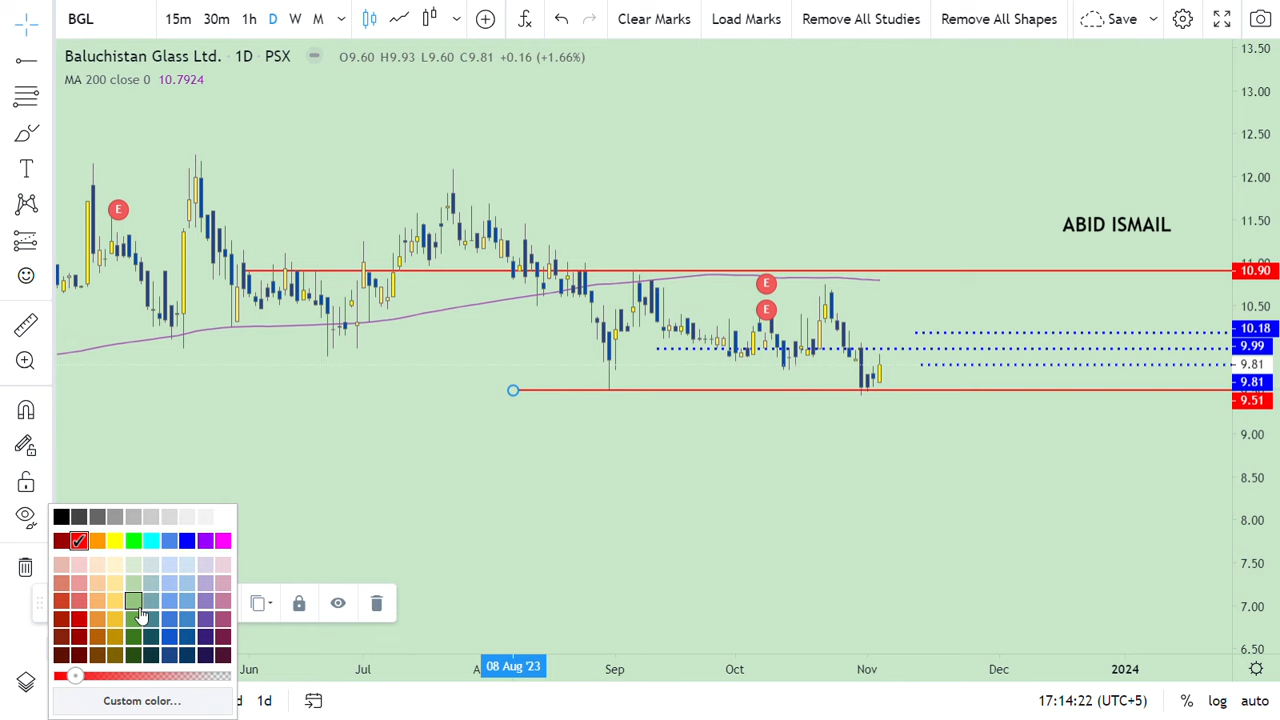 BGL 15m 30m 1h D W M Clear Marks Load Marks Remove All Studies Remove All Shapes Save
Baluchistan Glass Ltd. · 1D · PSX O9.60 H9.93 L9.60 C9.81 +0.16 (+1.66%)
MA 200 close 0 10.7924
13.50
13.00
12.50
12.00
11.50
ABID ISMAIL
E
10.90
E
E
10.50
10.18
9.99
9.81
9.81
9.51
9.00
8.50
8.00
7.50
7.00
6.50
Jun Jul 08 Aug '23 Sep Oct Nov Dec 2024
Custom color...
1d
17:14:22 (UTC+5) % log auto